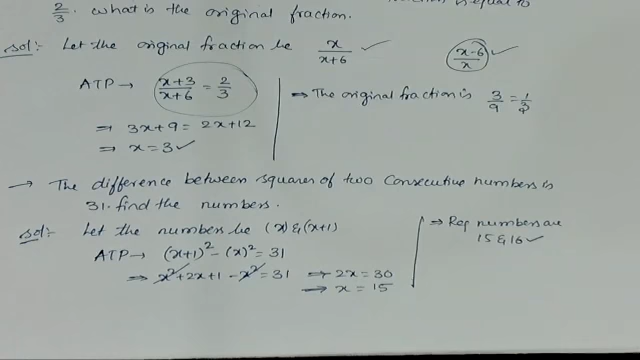 is equal to
2/3. what is the original fraction.
Sol:- Let the original fraction be x/(x+6) ✓ (x-6)/x ✓
ATP → (x+3)/(x+6) = 2/3
⇒ 3x+9 = 2x+12
⇒ x=3 ✓
⇒ The original fraction is 3/9 = 1/3
→ The difference between squares of two consecutive numbers is
31. find the numbers.
Sol:- Let the numbers be (x) & (x+1)
ATP → (x+1)² - (x)² = 31
⇒ x²+2x+1 - x² = 31 ⇒ 2x = 30
⇒ x = 15
⇒ Req numbers are
15 & 16 ✓